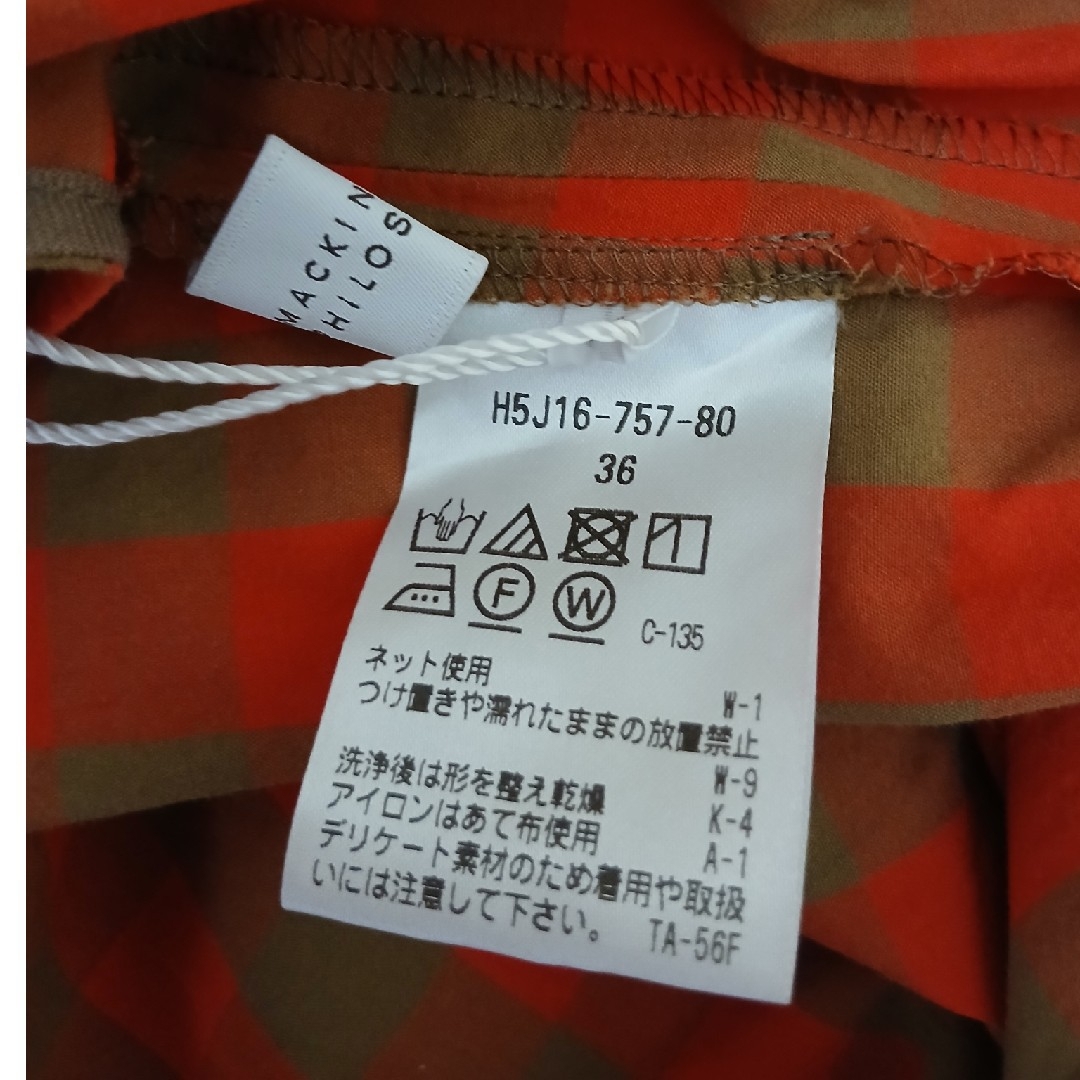 MACKIN
PHILOS
H5J16-757-80
36
F W
C-135
ネット使用 W-1
つけ置きや濡れたままの放置禁止
W-9
洗浄後は形を整え乾燥 K-4
アイロンはあて布使用 A-1
デリケート素材のため着用や取扱
いには注意して下さい。 TA-56F